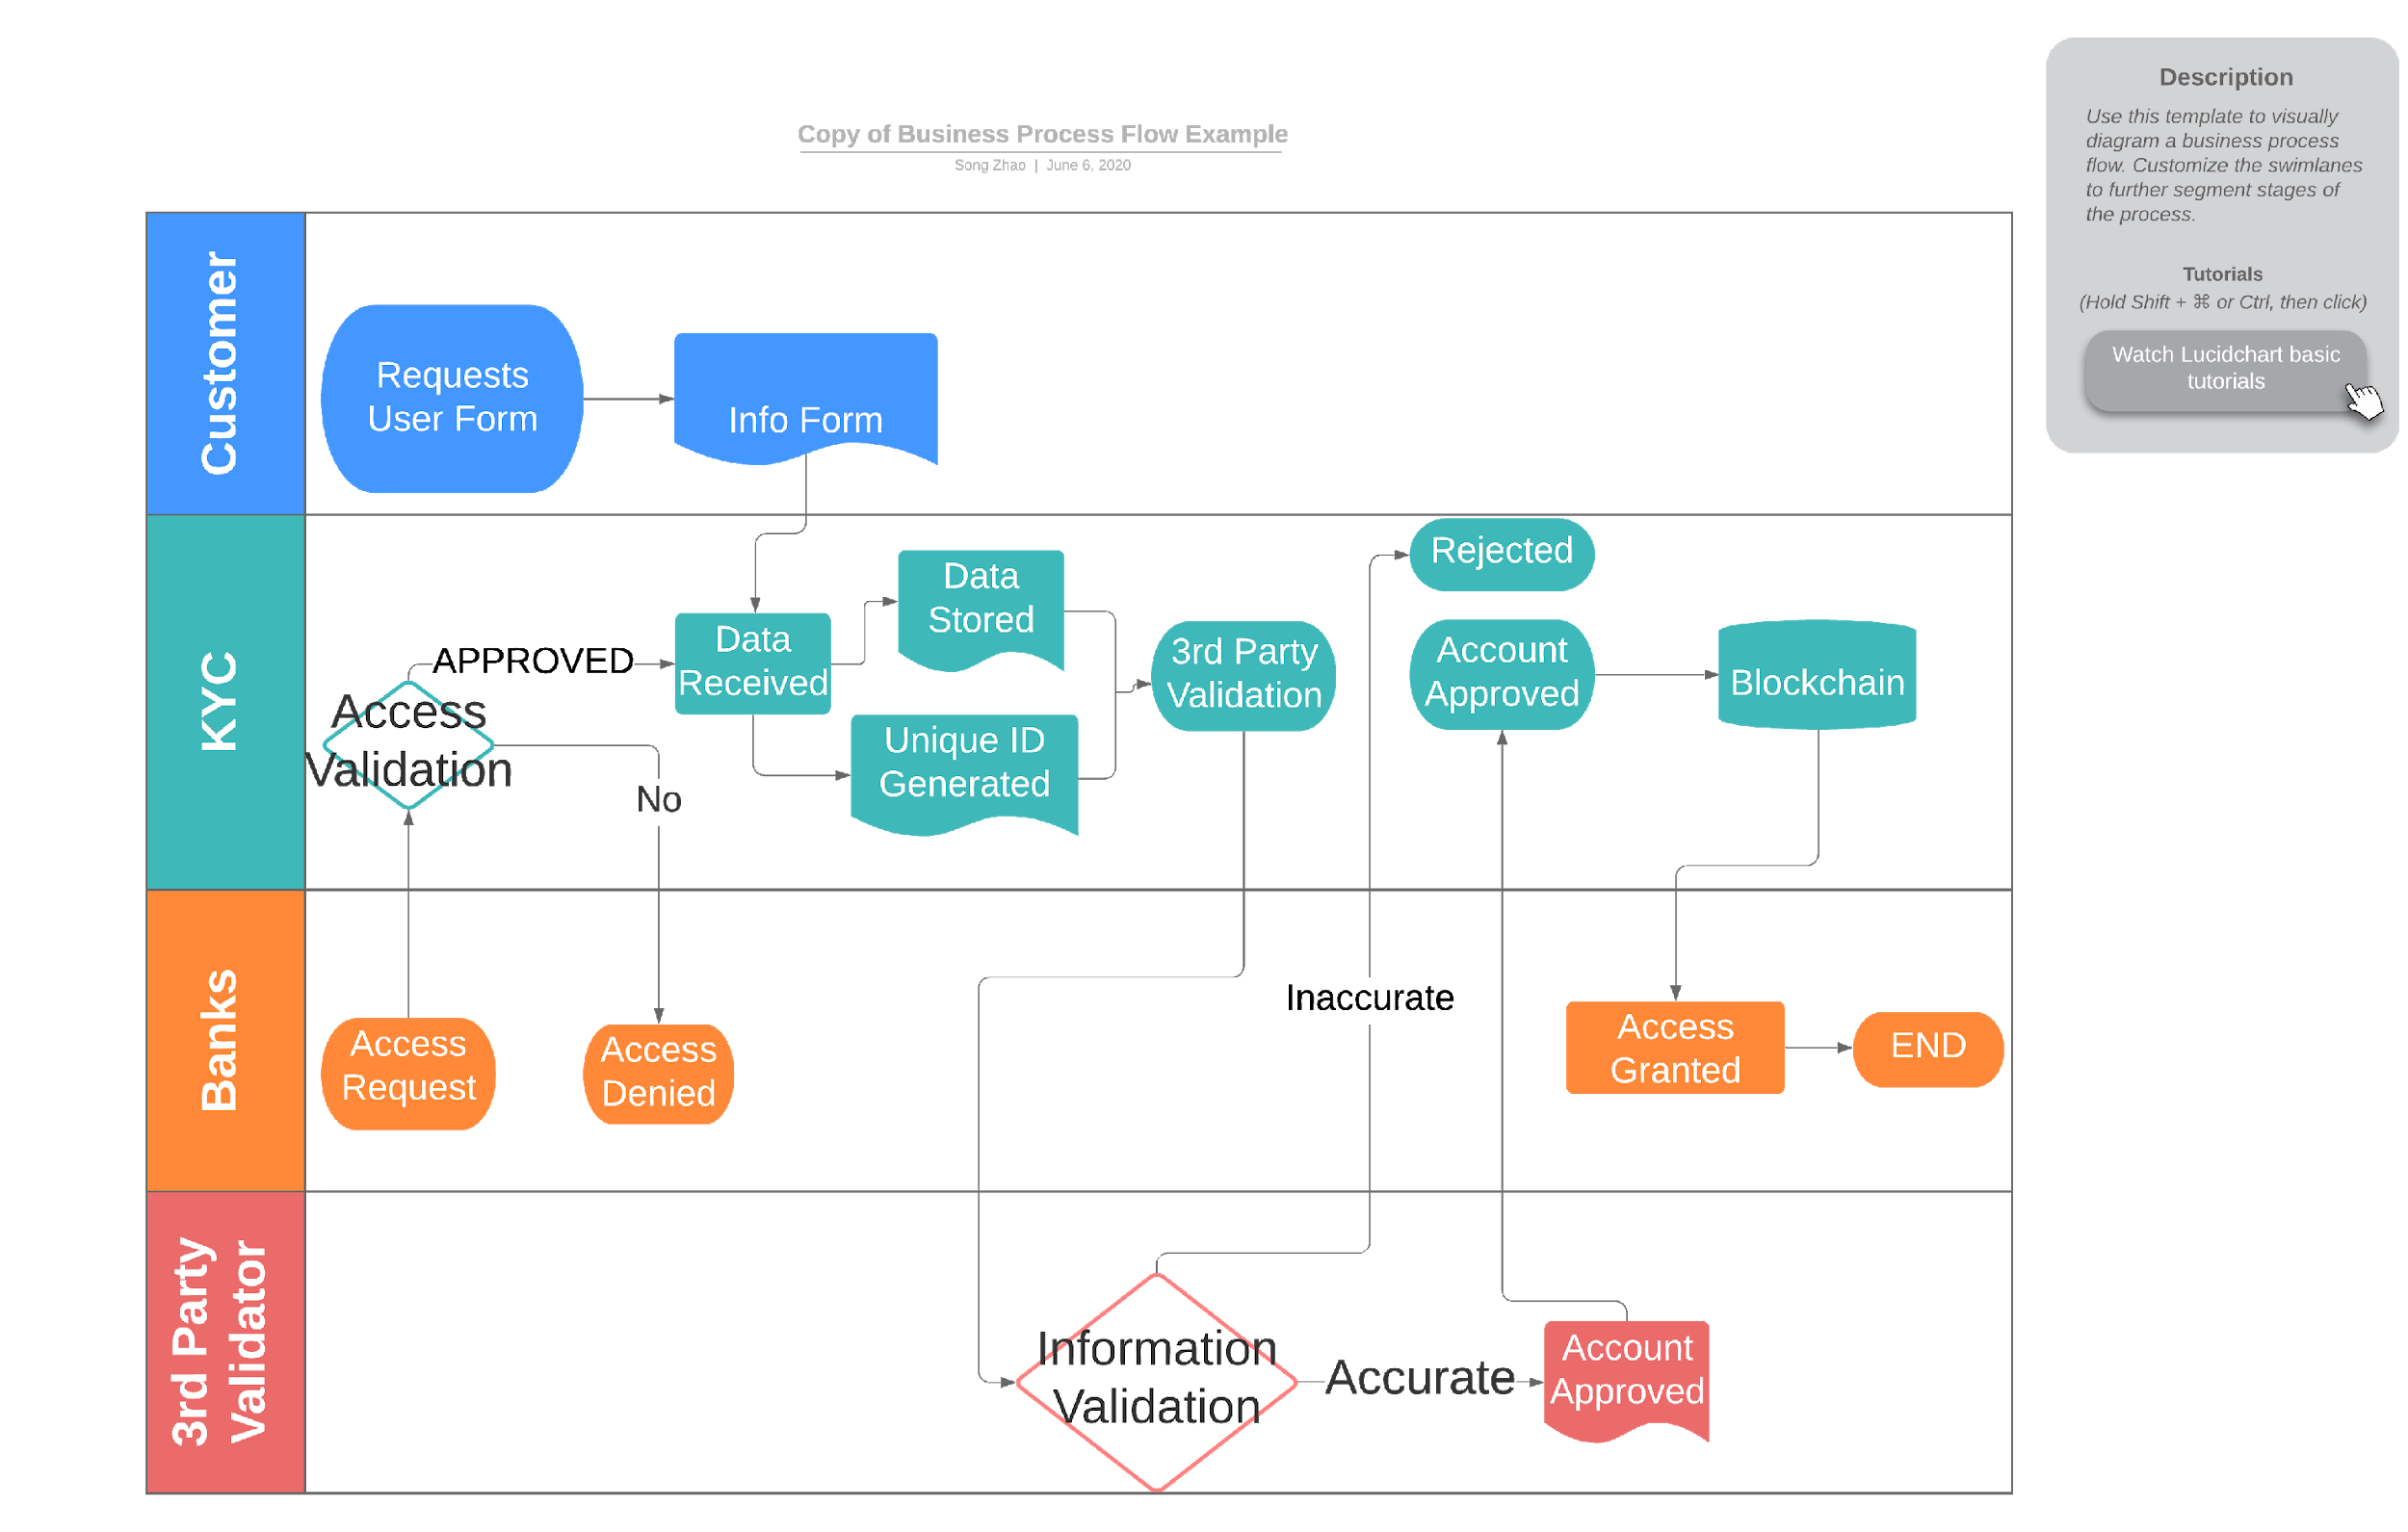 Copy of Business Process Flow Example
Song Zhao | June 6, 2020
Description
Use this template to visually
diagram a business process
flow. Customize the swimlanes
to further segment stages of
the process.
Tutorials
(Hold Shift + ⌘ or Ctrl, then click)
Watch Lucidchart basic
tutorials
Customer
Requests
User Form
Info Form
KYC
Access
Validation
APPROVED
No
Data
Received
Data
Stored
Unique ID
Generated
3rd Party
Validation
Rejected
Account
Approved
Blockchain
Banks
Access
Request
Access
Denied
Inaccurate
Access
Granted
END
3rd Party
Validator
Information
Validation
Accurate
Account
Approved